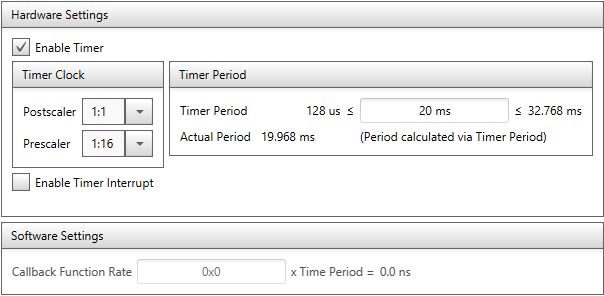 Hardware Settings
Enable Timer
Timer Clock
Postscaler 1:1
Prescaler 1:16
Timer Period
Timer Period 128 us ≤ 20 ms ≤ 32.768 ms
Actual Period 19.968 ms (Period calculated via Timer Period)
Enable Timer Interrupt
Software Settings
Callback Function Rate 0x0 x Time Period = 0.0 ns